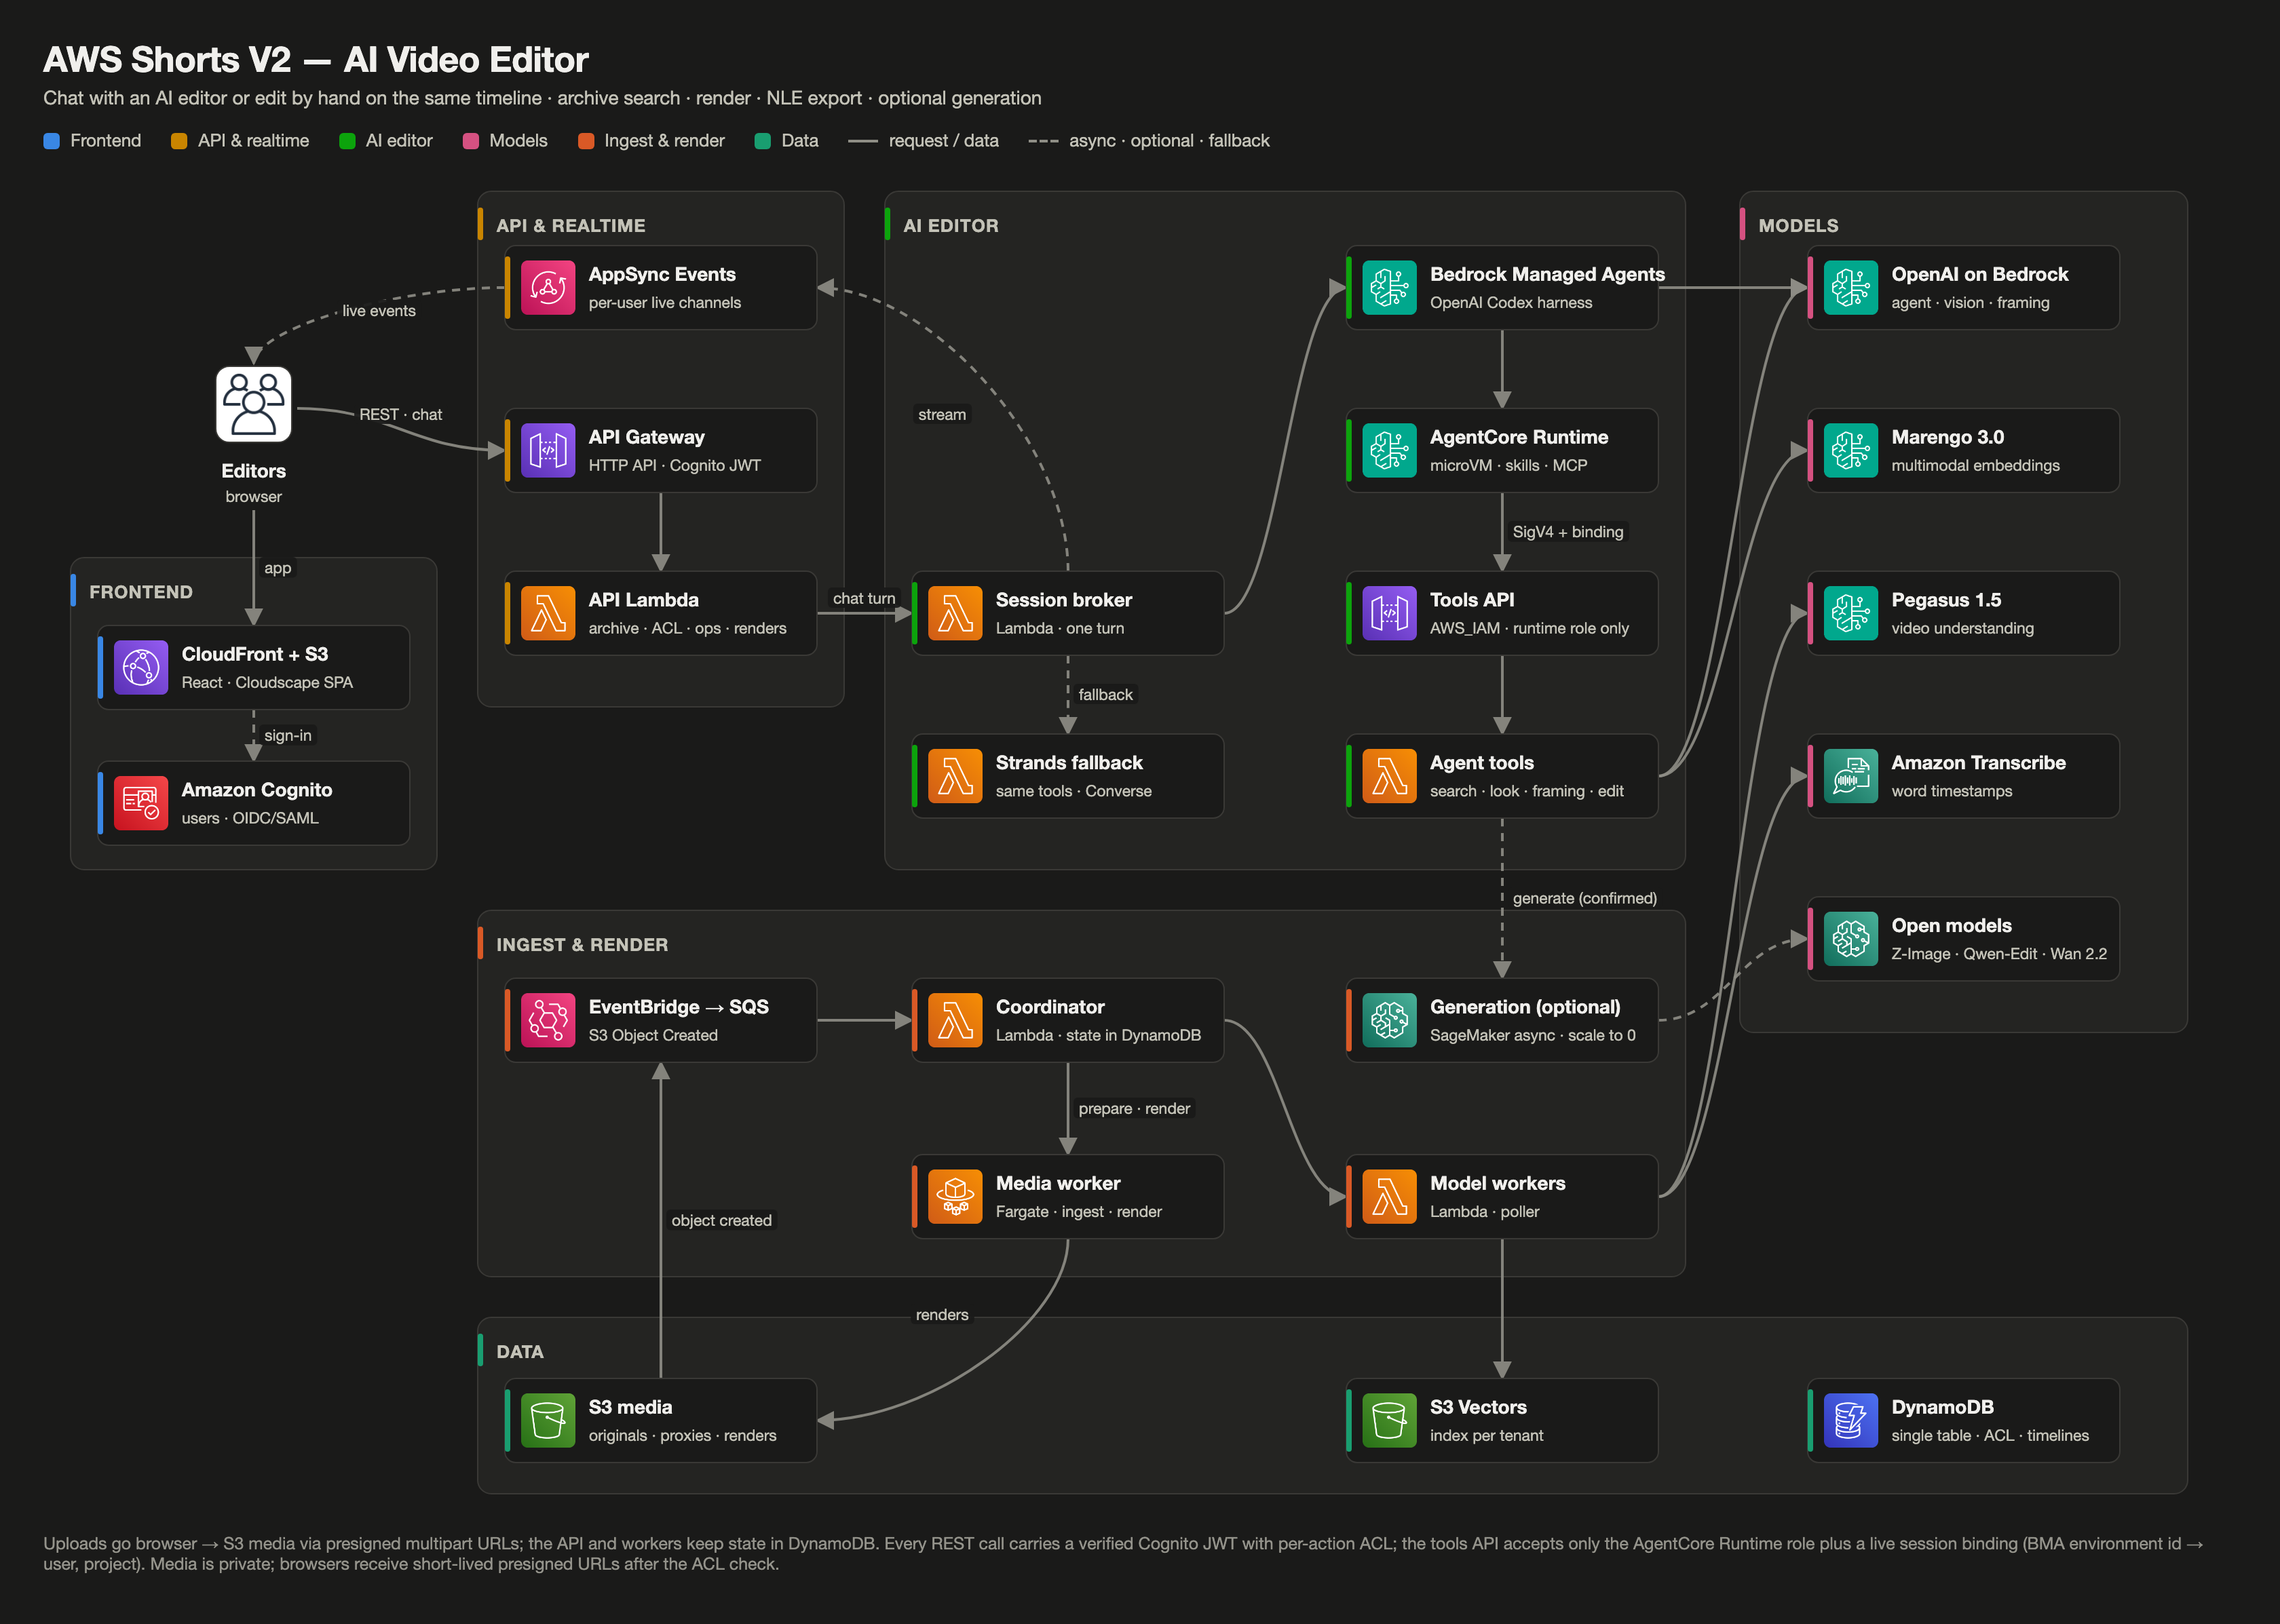 AWS Shorts V2 — AI Video Editor
Chat with an AI editor or edit by hand on the same timeline · archive search · render · NLE export · optional generation
Frontend
API & realtime
AI editor
Models
Ingest & render
Data
request / data
async · optional · fallback
API & REALTIME
AppSync Events
per-user live channels
live events
Editors
browser
REST · chat
API Gateway
HTTP API · Cognito JWT
API Lambda
archive · ACL · ops · renders
app
FRONTEND
CloudFront + S3
React · Cloudscape SPA
sign-in
Amazon Cognito
users · OIDC/SAML
AI EDITOR
stream
chat turn
Session broker
Lambda · one turn
fallback
Strands fallback
same tools · Converse
Bedrock Managed Agents
OpenAI Codex harness
AgentCore Runtime
microVM · skills · MCP
SigV4 + binding
Tools API
AWS_IAM · runtime role only
Agent tools
search · look · framing · edit
generate (confirmed)
MODELS
OpenAI on Bedrock
agent · vision · framing
Marengo 3.0
multimodal embeddings
Pegasus 1.5
video understanding
Amazon Transcribe
word timestamps
Open models
Z-Image · Qwen-Edit · Wan 2.2
INGEST & RENDER
EventBridge → SQS
S3 Object Created
Coordinator
Lambda · state in DynamoDB
Generation (optional)
SageMaker async · scale to 0
prepare · render
object created
Media worker
Fargate · ingest · render
Model workers
Lambda · poller
renders
DATA
S3 media
originals · proxies · renders
S3 Vectors
index per tenant
DynamoDB
single table · ACL · timelines
Uploads go browser → S3 media via presigned multipart URLs; the API and workers keep state in DynamoDB. Every REST call carries a verified Cognito JWT with per-action ACL; the tools API accepts only the AgentCore Runtime role plus a live session binding (BMA environment id →
user, project). Media is private; browsers receive short-lived presigned URLs after the ACL check.